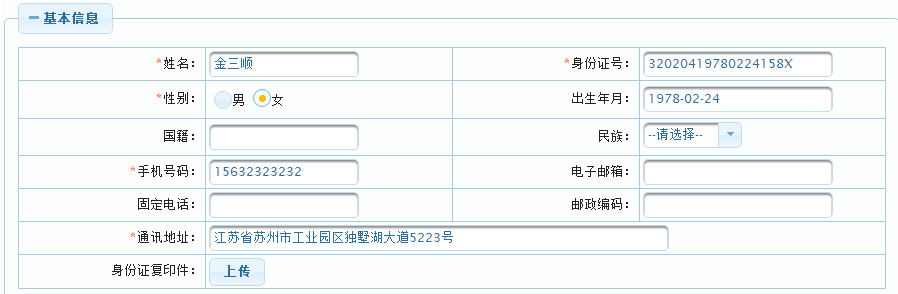 基本信息
*姓名： 金三顺 *身份证号： 32020419780224158X
*性别： 男 女 出生年月： 1978-02-24
国籍： 民族： --请选择--
*手机号码： 15632323232 电子邮箱：
固定电话： 邮政编码：
*通讯地址： 江苏省苏州市工业园区独墅湖大道5223号
身份证复印件： 上传